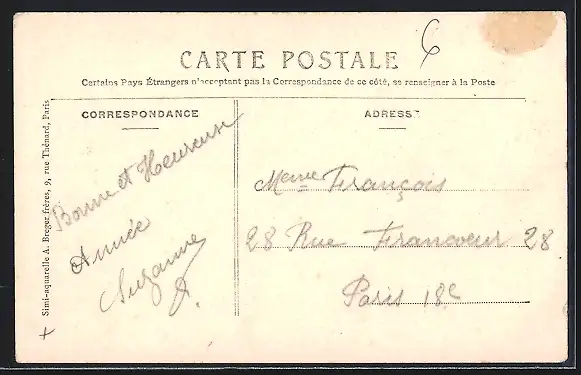 6
CARTE POSTALE
Certains Pays Étrangers n'acceptant pas la Correspondance de ce côté, se renseigner à la Poste
CORRESPONDANCE
Bonne et Heureuse
Année
Suzanne
ADRESSE
Meme François
28 Rue Francoeur 28
Paris 18e
Simi-aquarelle A. Breger frères, 9, rue Thénard, Paris